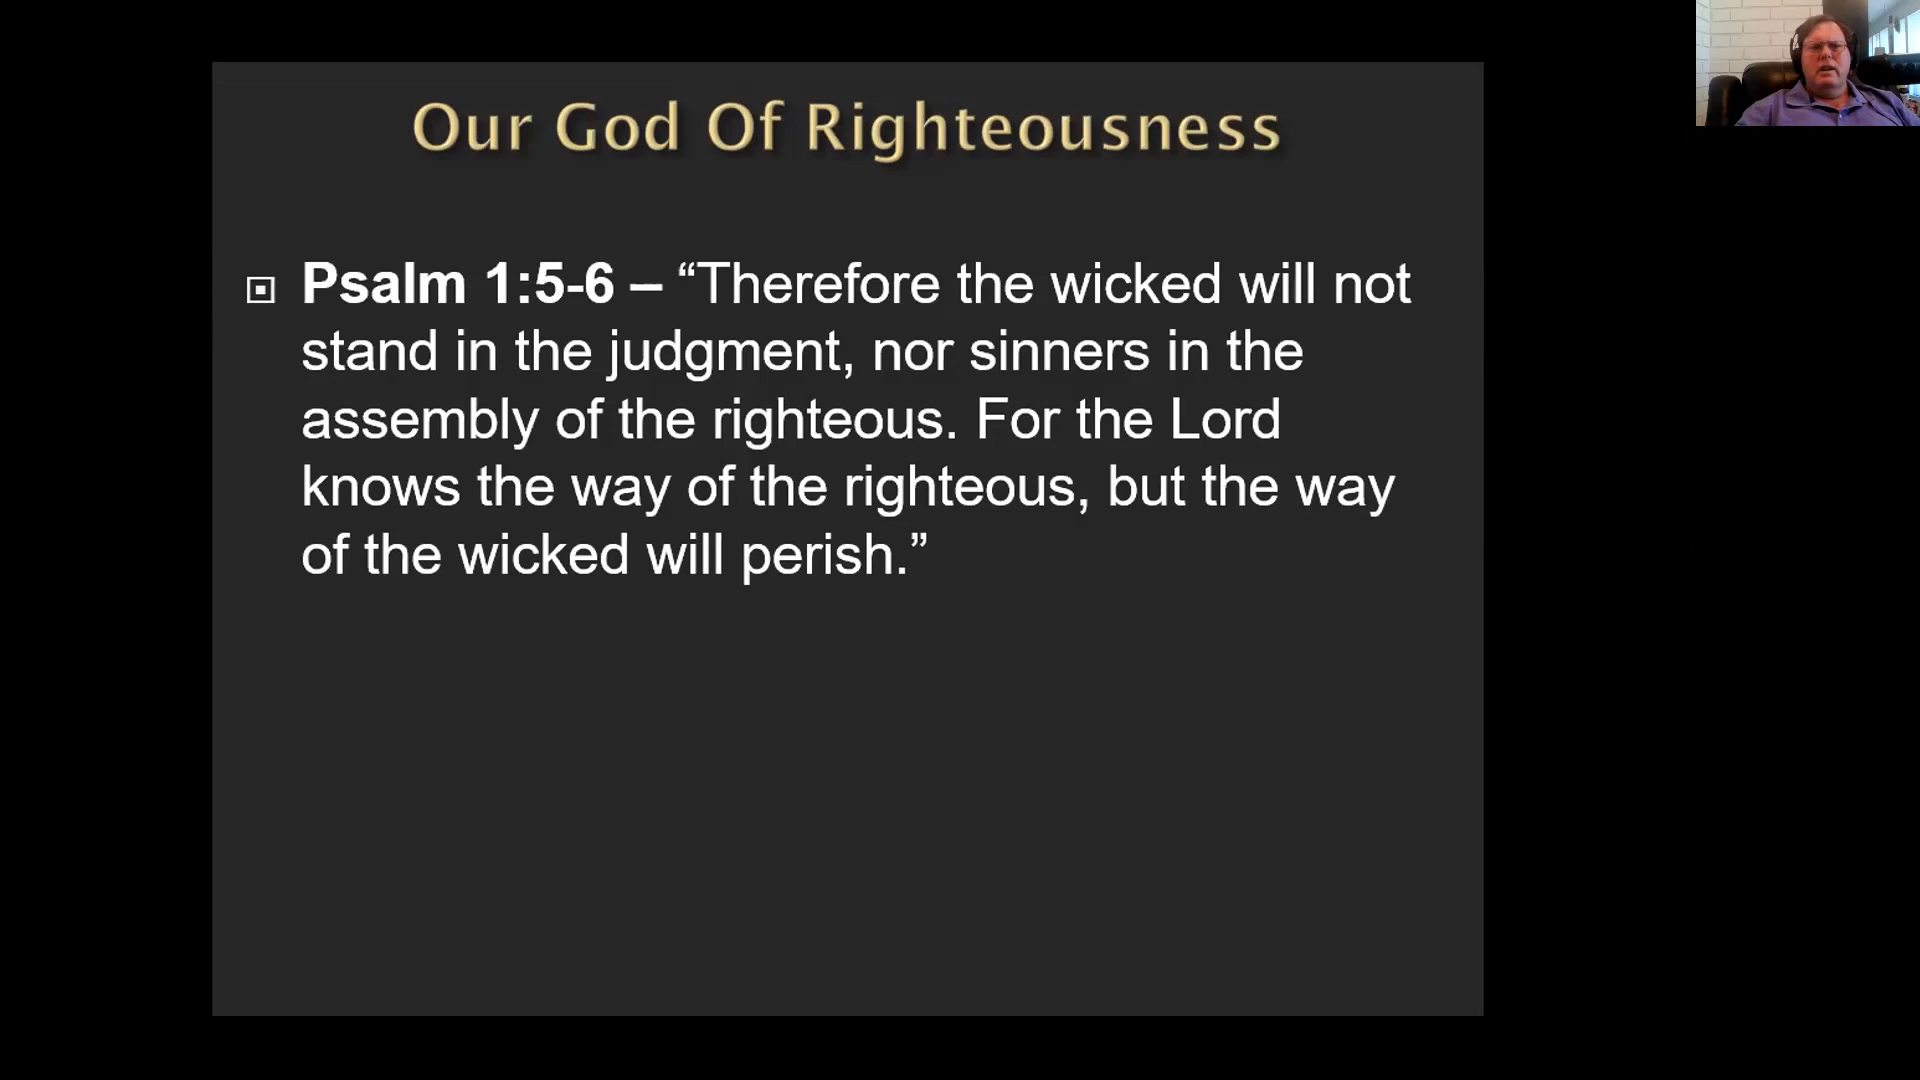 Our God Of Righteousness
Psalm 1:5-6 – “Therefore the wicked will not
stand in the judgment, nor sinners in the
assembly of the righteous. For the Lord
knows the way of the righteous, but the way
of the wicked will perish.”